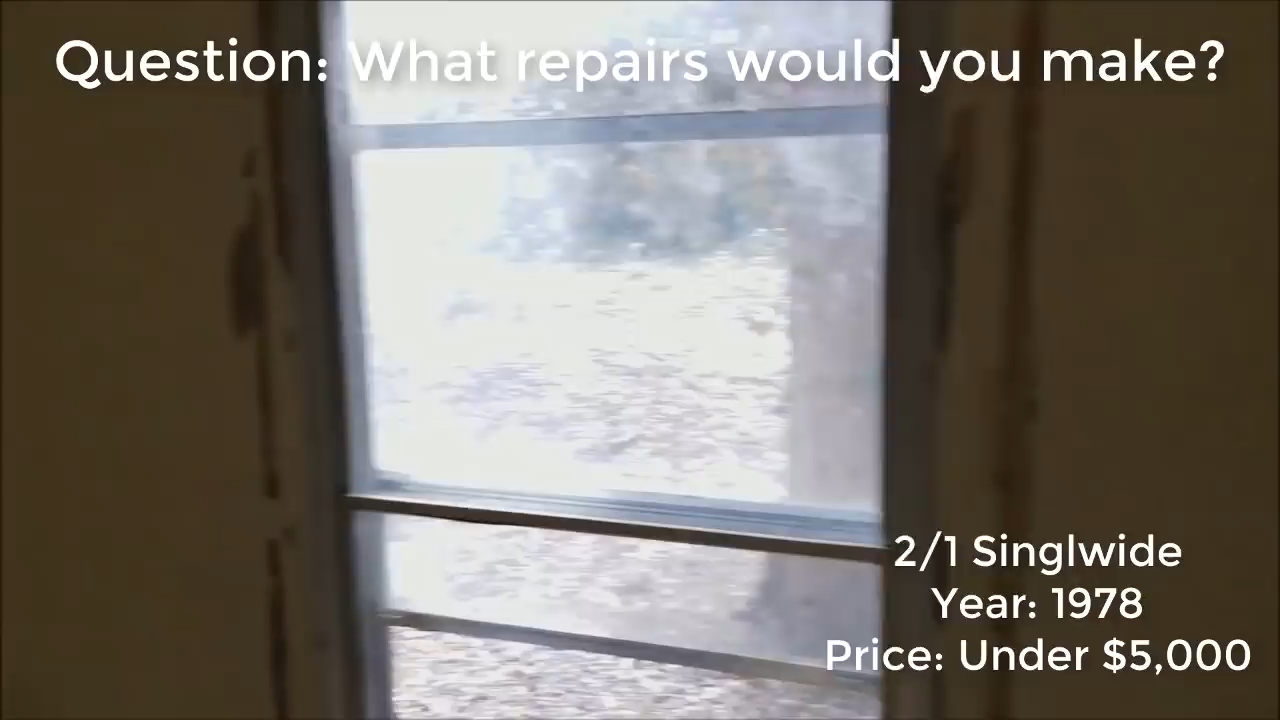 Question: What repairs would you make?
2/1 Singlwide
Year: 1978
Price: Under $5,000